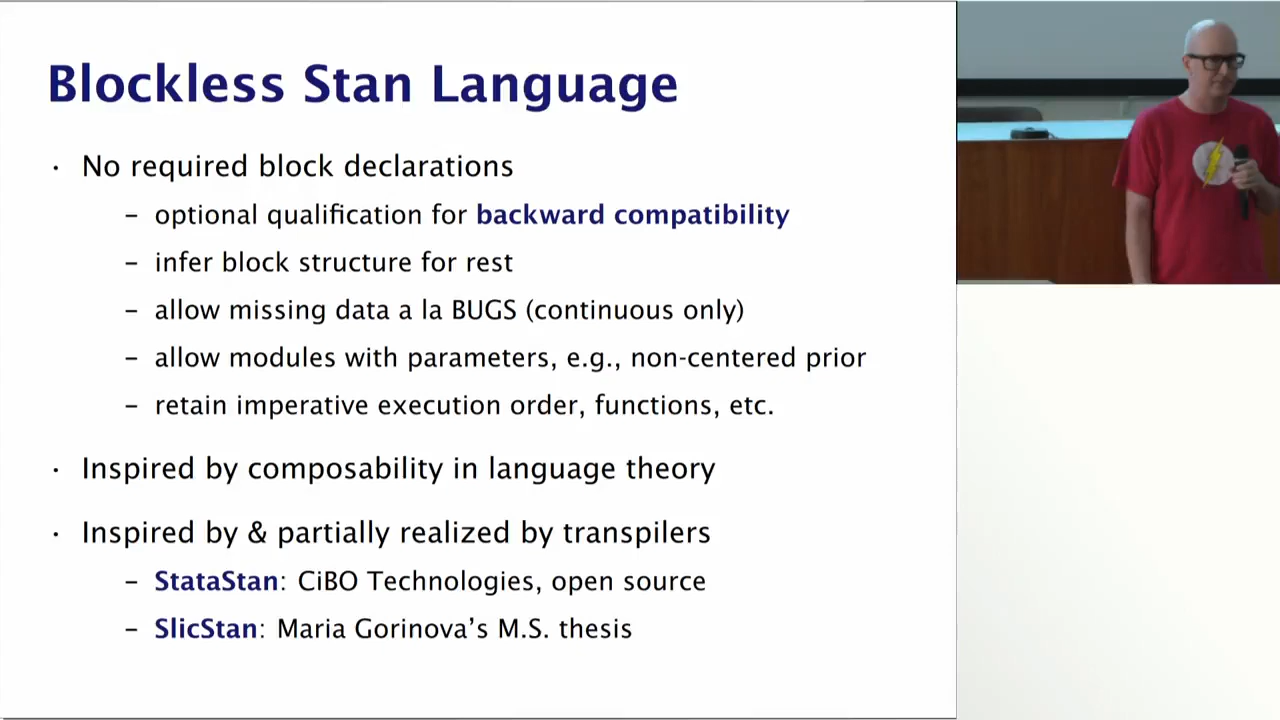 Blockless Stan Language
· No required block declarations
– optional qualification for backward compatibility
– infer block structure for rest
– allow missing data a la BUGS (continuous only)
– allow modules with parameters, e.g., non-centered prior
– retain imperative execution order, functions, etc.
· Inspired by composability in language theory
· Inspired by & partially realized by transpilers
– StataStan: CiBO Technologies, open source
– SlicStan: Maria Gorinova's M.S. thesis